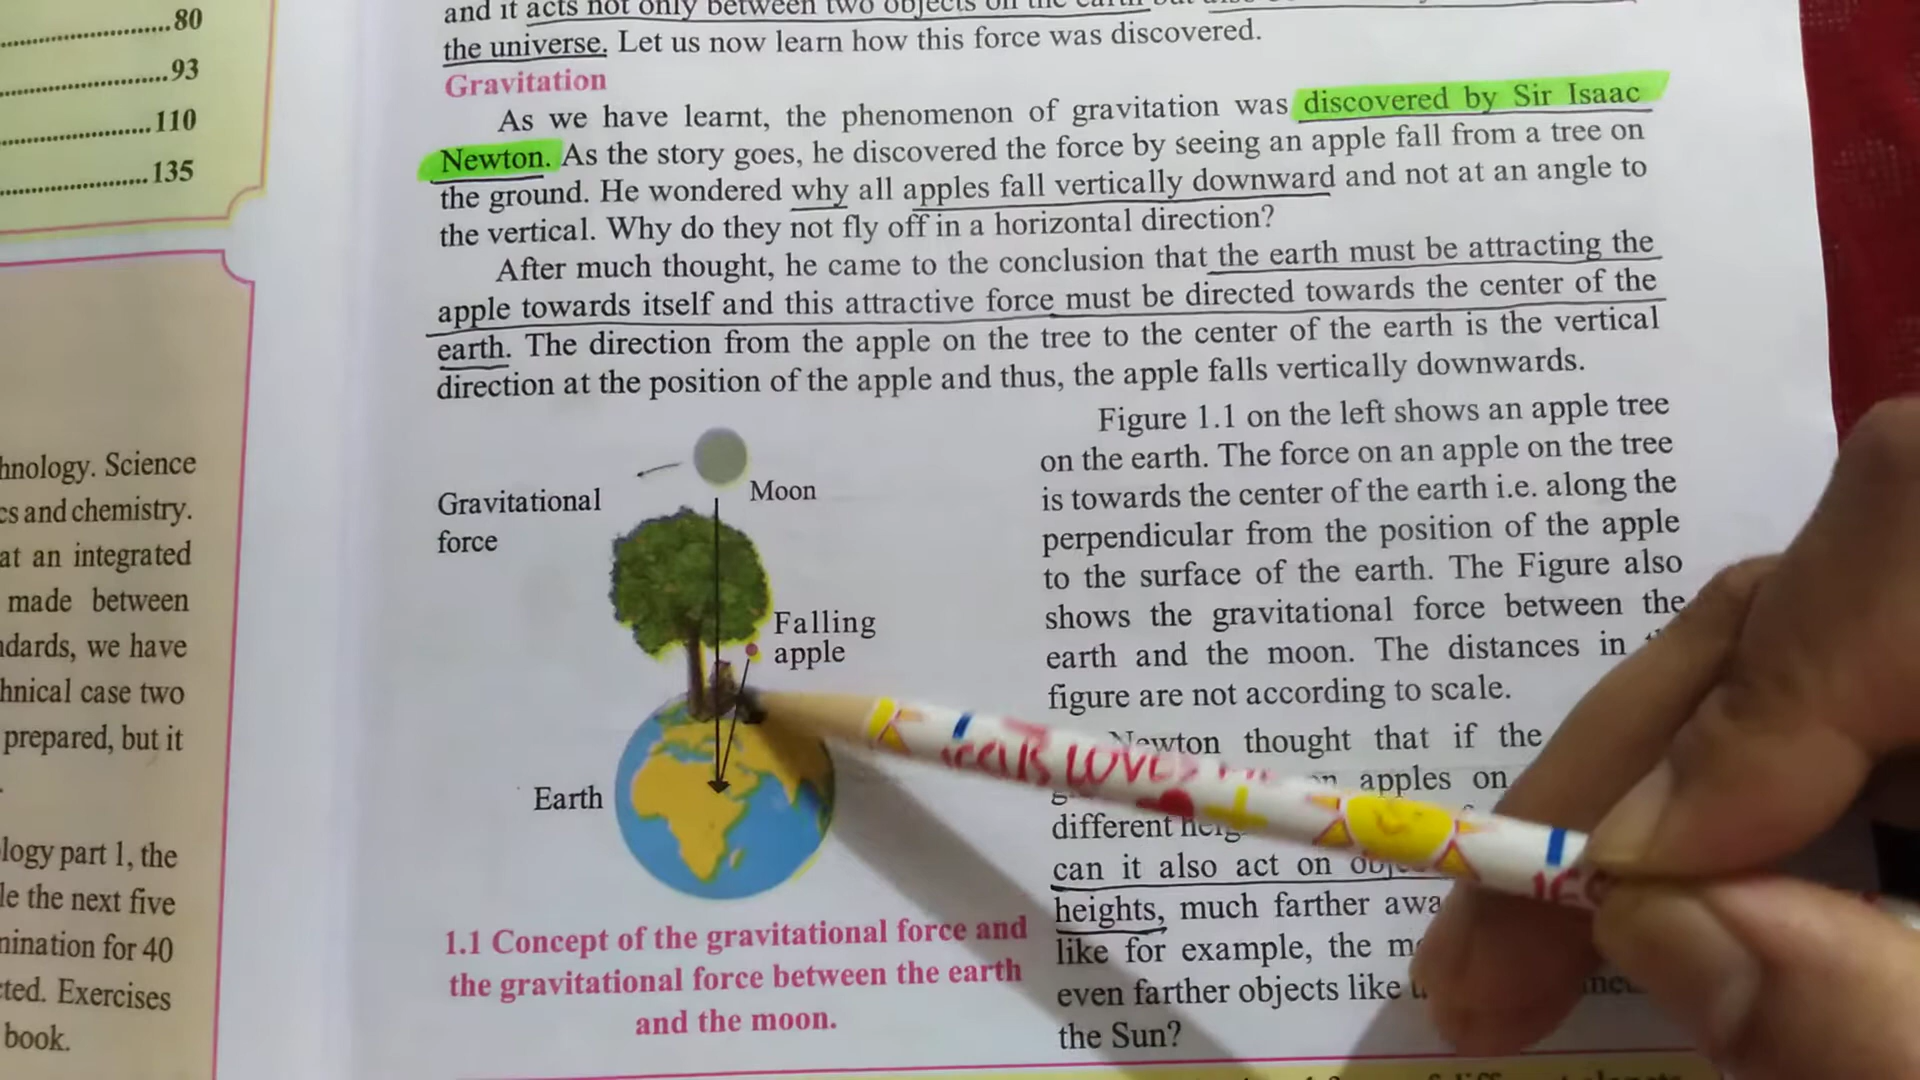 80
93
110
135
hnology. Science
cs and chemistry.
at an integrated
made between
ndards, we have
hnical case two
prepared, but it
logy part 1, the
le the next five
mination for 40
cted. Exercises
book.
and it acts not only between two objects on the earth but also
the universe. Let us now learn how this force was discovered.
Gravitation
As we have learnt, the phenomenon of gravitation was discovered by Sir Isaac
Newton. As the story goes, he discovered the force by seeing an apple fall from a tree on
the ground. He wondered why all apples fall vertically downward and not at an angle to
the vertical. Why do they not fly off in a horizontal direction?
After much thought, he came to the conclusion that the earth must be attracting the
apple towards itself and this attractive force must be directed towards the center of the
earth. The direction from the apple on the tree to the center of the earth is the vertical
direction at the position of the apple and thus, the apple falls vertically downwards.
Gravitational
force
Moon
Falling
apple
Earth
1.1 Concept of the gravitational force and
the gravitational force between the earth
and the moon.
Figure 1.1 on the left shows an apple tree
on the earth. The force on an apple on the tree
is towards the center of the earth i.e. along the
perpendicular from the position of the apple
to the surface of the earth. The Figure also
shows the gravitational force between the
earth and the moon. The distances in
figure are not according to scale.
Newton thought that if the
apples on
different
can it also act on
heights, much farther
like for example, the
even farther objects like
the Sun?